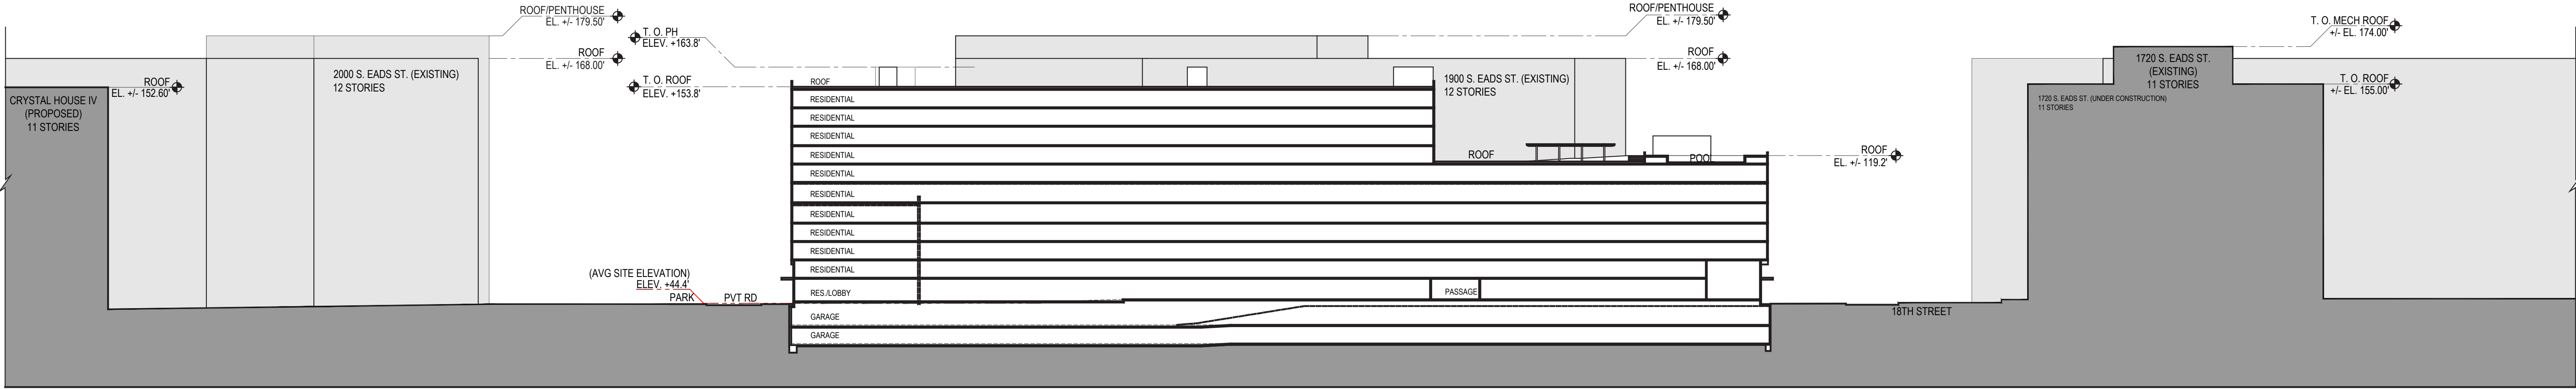 ROOF/PENTHOUSE
EL. +/- 179.50'
T. O. PH
ELEV. +163.8'
ROOF
EL. +/- 168.00'
2000 S. EADS ST. (EXISTING)
12 STORIES
ROOF
EL. +/- 152.60'
CRYSTAL HOUSE IV
(PROPOSED)
11 STORIES
T. O. ROOF
ELEV. +153.8'
ROOF/PENTHOUSE
EL. +/- 179.50'
ROOF
EL. +/- 168.00'
1900 S. EADS ST. (EXISTING)
12 STORIES
T. O. MECH ROOF
+/- EL. 174.00'
1720 S. EADS ST.
(EXISTING)
11 STORIES
T. O. ROOF
+/- EL. 155.00'
1720 S. EADS ST. (UNDER CONSTRUCTION)
11 STORIES
ROOF
RESIDENTIAL
RESIDENTIAL
RESIDENTIAL
RESIDENTIAL
RESIDENTIAL
RESIDENTIAL
RESIDENTIAL
RESIDENTIAL
RESIDENTIAL
RESIDENTIAL
RES./LOBBY
GARAGE
GARAGE
ROOF
POOL
ROOF
EL. +/- 119.2'
PASSAGE
(AVG SITE ELEVATION)
ELEV. +44.4'
PARK
PVT RD
18TH STREET